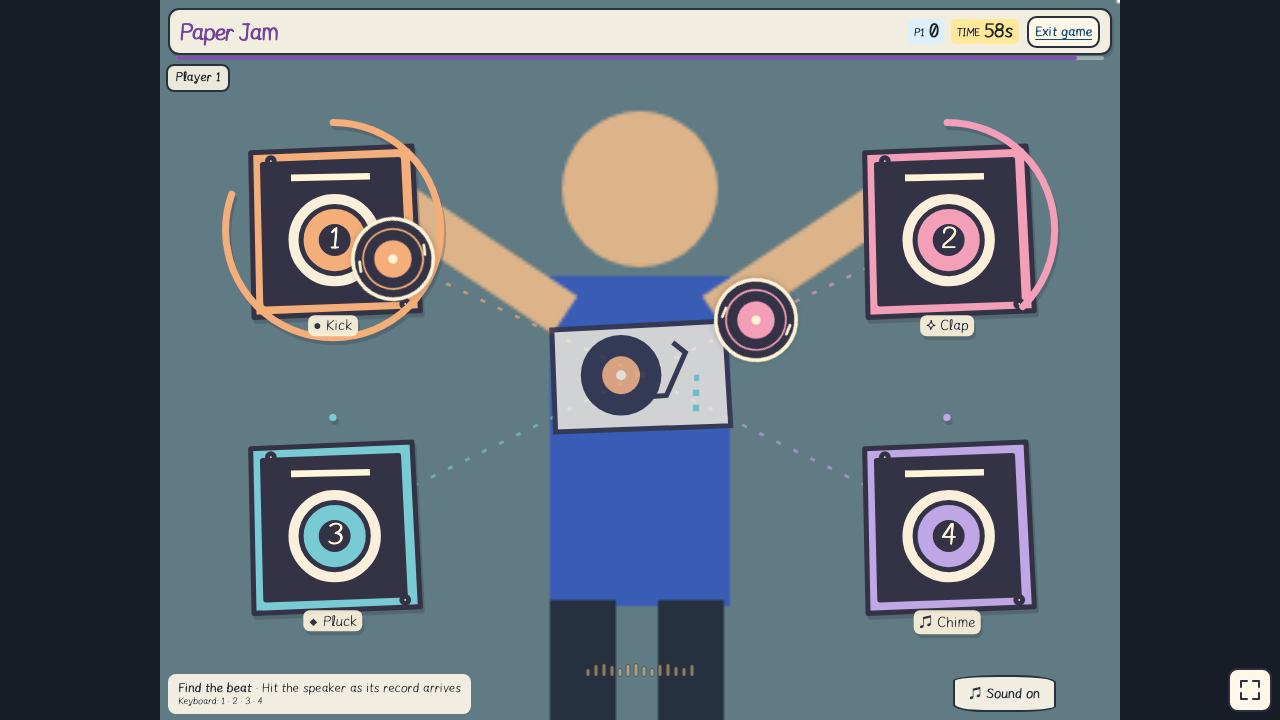 Paper Jam
P1 0
TIME 58s
Exit game
Player 1
1
2
● Kick
✧ Clap
3
4
◆ Pluck
♫ Chime
Find the beat · Hit the speaker as its record arrives
Keyboard: 1 · 2 · 3 · 4
♫ Sound on